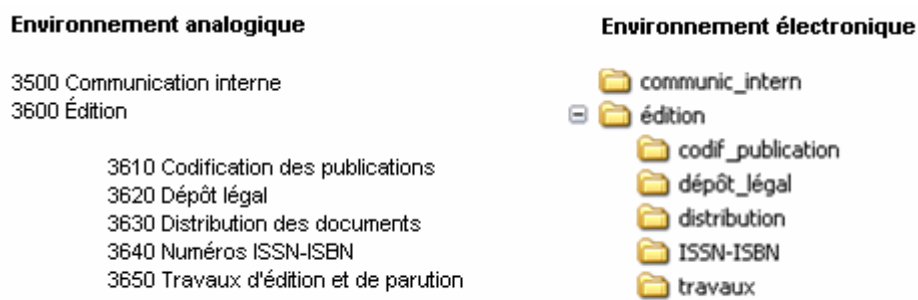 Environnement analogique
3500 Communication interne
3600 Édition
3610 Codification des publications
3620 Dépôt légal
3630 Distribution des documents
3640 Numéros ISSN-ISBN
3650 Travaux d'édition et de parution
Environnement électronique
communic_intern
édition
codif_publication
dépôt_légal
distribution
ISSN-ISBN
travaux